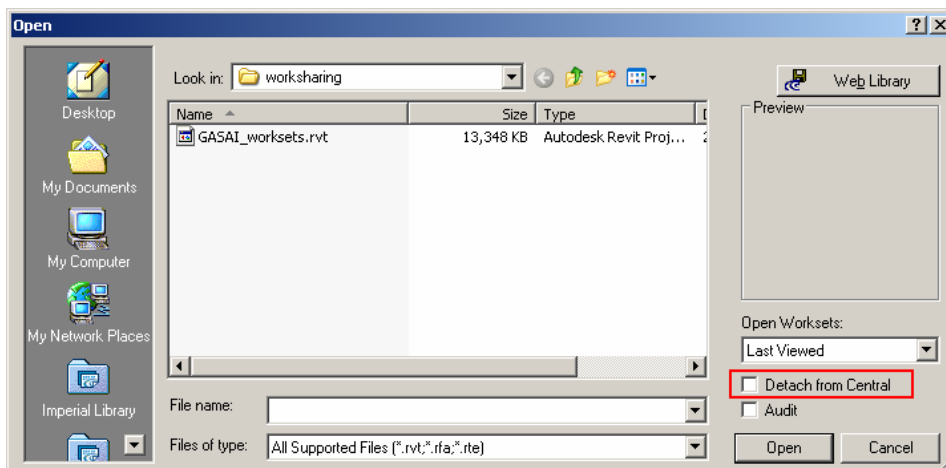 Open
Look in: worksharing
Web Library
Desktop
My Documents
My Computer
My Network Places
Imperial Library
Name Size Type
GASAI_worksets.rvt 13,348 KB Autodesk Revit Proj...
Preview
Open Worksets:
Last Viewed
Detach from Central
Audit
File name:
Files of type: All Supported Files (*.rvt;*.rfa;*.rte)
Open Cancel